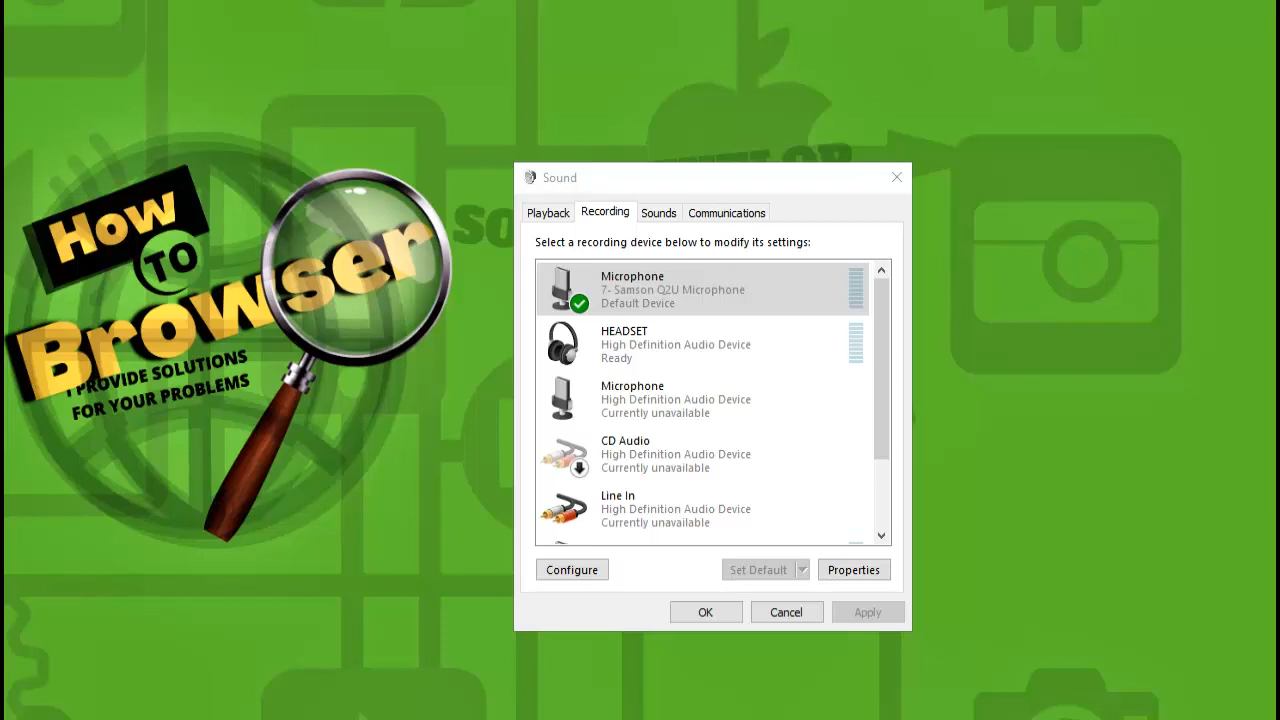 How
TO
Browser
I PROVIDE SOLUTIONS
FOR YOUR PROBLEMS
Sound
Playback
Recording
Sounds
Communications
Select a recording device below to modify its settings:
Microphone
7- Samson Q2U Microphone
Default Device
HEADSET
High Definition Audio Device
Ready
Microphone
High Definition Audio Device
Currently unavailable
CD Audio
High Definition Audio Device
Currently unavailable
Line In
High Definition Audio Device
Currently unavailable
Configure
Set Default
Properties
OK
Cancel
Apply